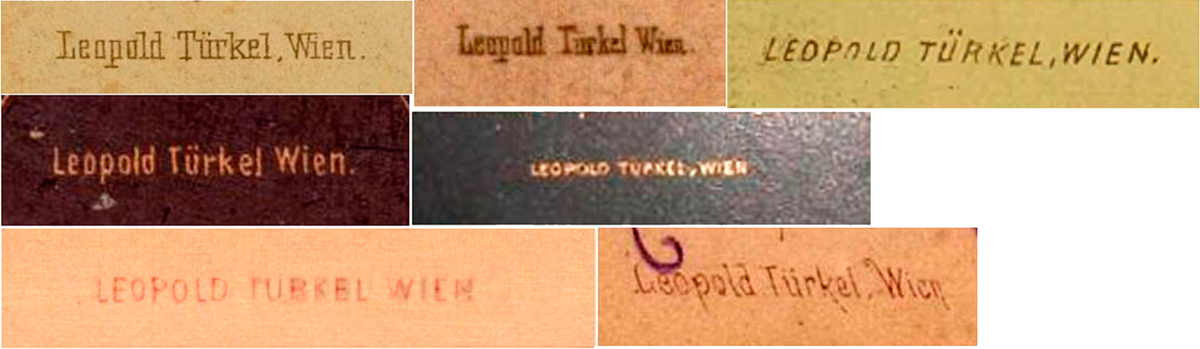 Leopold Türkel, Wien.
Leopold Türkel Wien.
LEOPOLD TÜRKEL, WIEN.
Leopold Türkel Wien.
LEOPOLD TÜRKEL, WIEN
LEOPOLD TURKEL WIEN
Leopold Türkel, Wien